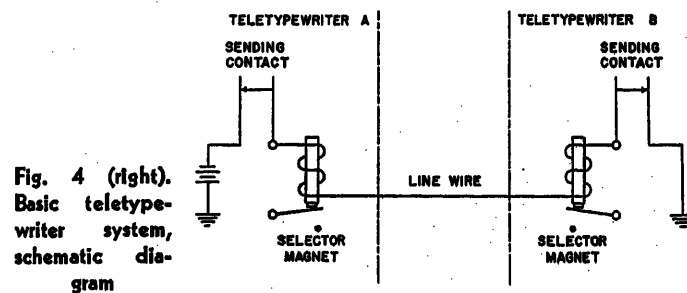 TELETYPEWRITER A
TELETYPEWRITER B
SENDING
CONTACT
SENDING
CONTACT
LINE WIRE
SELECTOR
MAGNET
SELECTOR
MAGNET
Fig. 4 (right).
Basic teletype-
writer system,
schematic dia-
gram